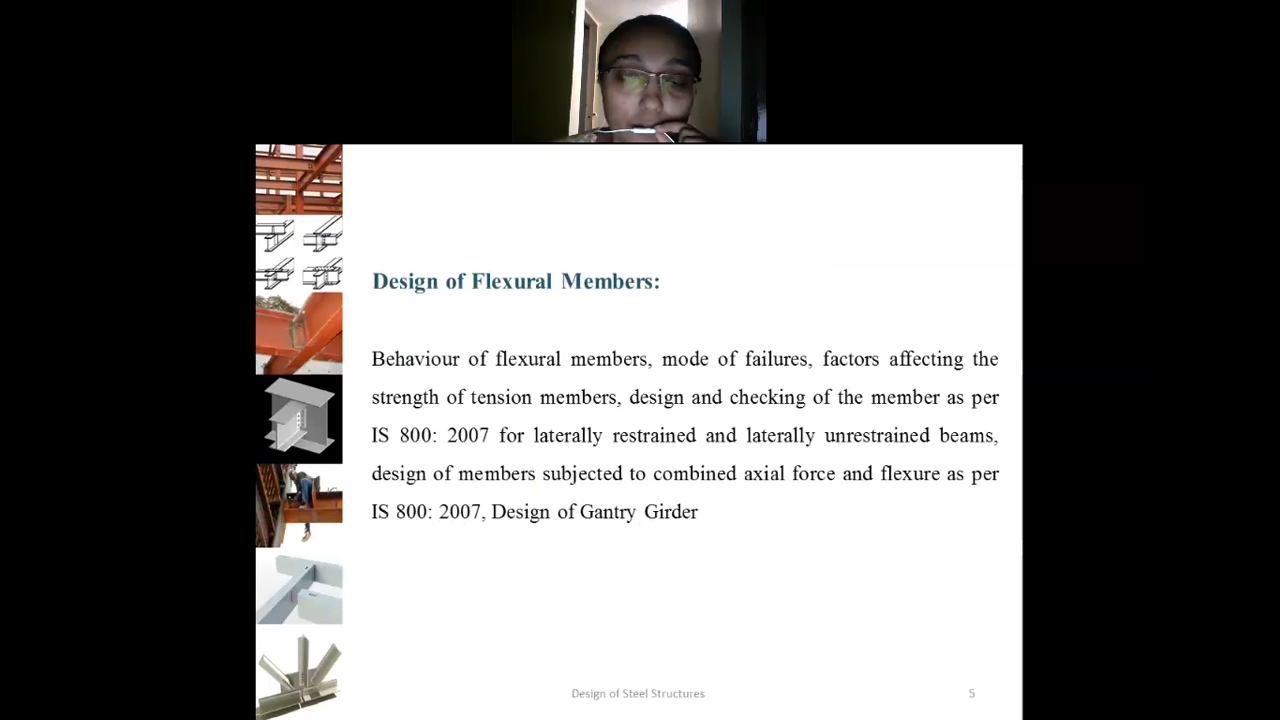 Design of Flexural Members:
Behaviour of flexural members, mode of failures, factors affecting the
strength of tension members, design and checking of the member as per
IS 800: 2007 for laterally restrained and laterally unrestrained beams,
design of members subjected to combined axial force and flexure as per
IS 800: 2007, Design of Gantry Girder
Design of Steel Structures
5